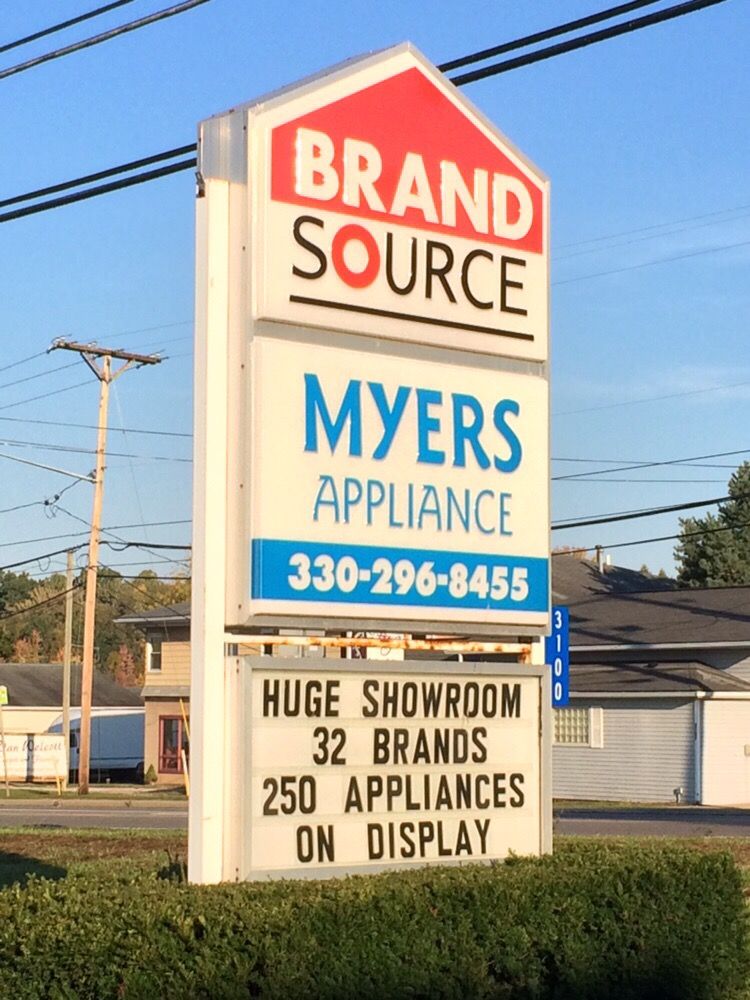 BRAND
SOURCE
MYERS
APPLIANCE
330-296-8455
3100
HUGE SHOWROOM
32 BRANDS
250 APPLIANCES
ON DISPLAY